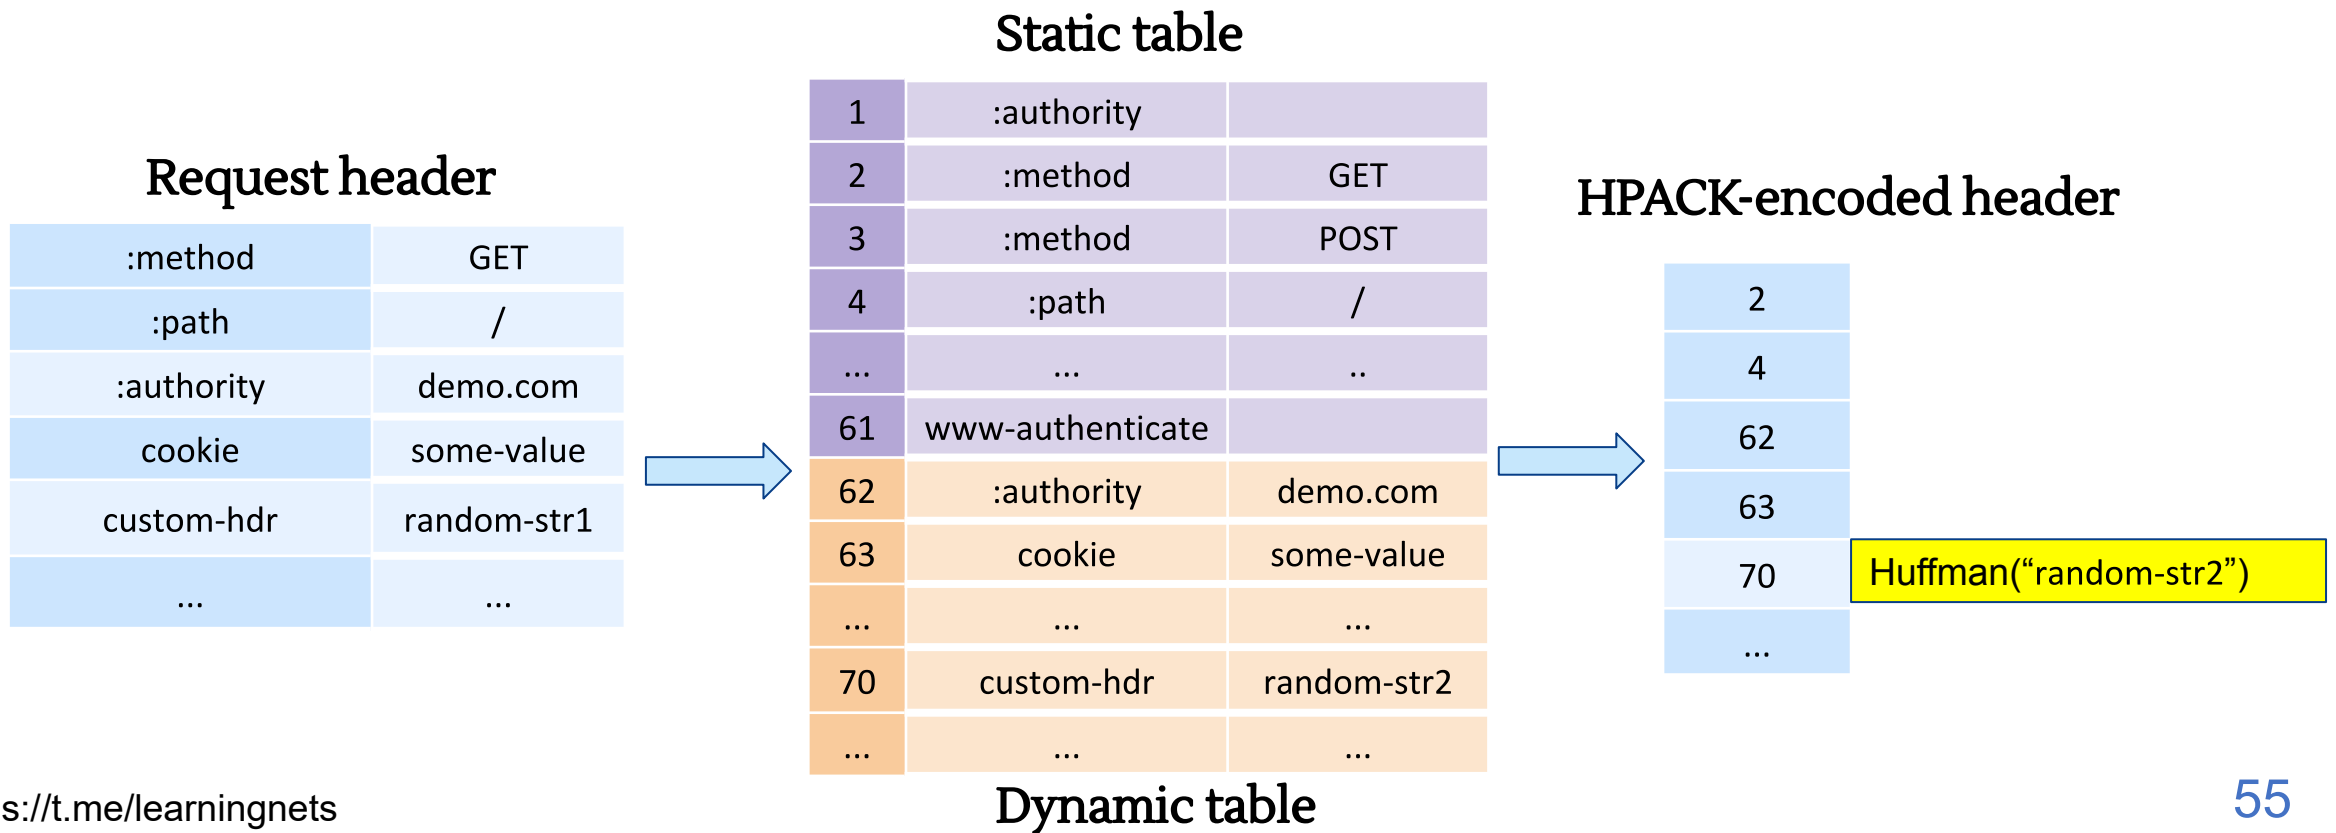 Static table
Request header
:method GET
:path /
:authority demo.com
cookie some-value
custom-hdr random-str1
... ...
1 :authority
2 :method GET
3 :method POST
4 :path /
... ... ..
61 www-authenticate
62 :authority demo.com
63 cookie some-value
... ... ...
70 custom-hdr random-str2
... ... ...
Dynamic table
HPACK-encoded header
2
4
62
63
70 Huffman(“random-str2”)
...
s://t.me/learningnets
55